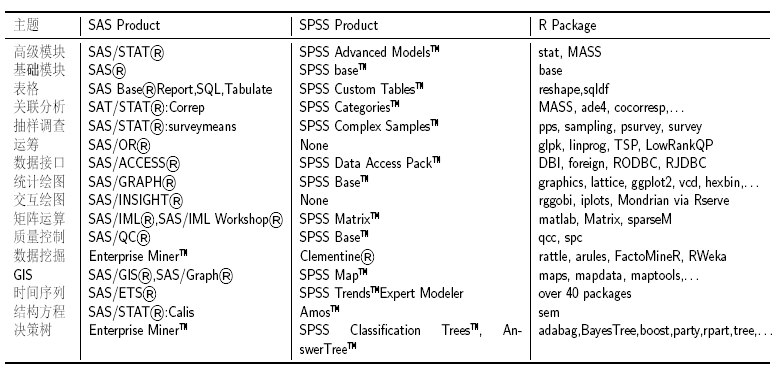 主题 SAS Product SPSS Product R Package
高级模块 SAS/STAT® SPSS Advanced Models™ stat, MASS
基础模块 SAS® SPSS base™ base
表格 SAS Base®Report,SQL,Tabulate SPSS Custom Tables™ reshape,sqldf
关联分析 SAT/STAT®:Correp SPSS Categories™ MASS, ade4, cocorresp,...
抽样调查 SAS/STAT®:surveymeans SPSS Complex Samples™ pps, sampling, psurvey, survey
运筹 SAS/OR® None glpk, linprog, TSP, LowRankQP
数据接口 SAS/ACCESS® SPSS Data Access Pack™ DBI, foreign, RODBC, RJDBC
统计绘图 SAS/GRAPH® SPSS Base™ graphics, lattice, ggplot2, vcd, hexbin,...
交互绘图 SAS/INSIGHT® None rggobi, iplots, Mondrian via Rserve
矩阵运算 SAS/IML®,SAS/IML Workshop® SPSS Matrix™ matlab, Matrix, sparseM
质量控制 SAS/QC® SPSS Base™ qcc, spc
数据挖掘 Enterprise Miner™ Clementine® rattle, arules, FactoMineR, RWeka
GIS SAS/GIS®,SAS/Graph® SPSS Map™ maps, mapdata, maptools,...
时间序列 SAS/ETS® SPSS Trends™Expert Modeler over 40 packages
结构方程 SAS/STAT®:Calis Amos™ sem
决策树 Enterprise Miner™ SPSS Classification Trees™, An- adabag,BayesTree,boost,party,rpart,tree,...
swerTree™